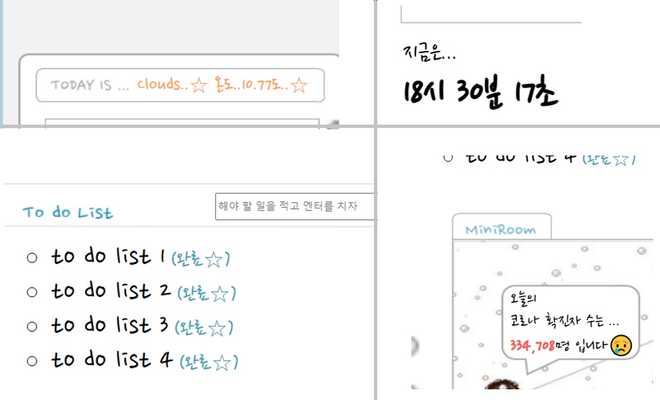 TODAY IS ... clouds..☆ 온도..10.77도..☆
지금은...
18시 30분 17초
To do List
해야 할 일을 적고 엔터를 치자
to do list 1 (완료☆)
to do list 2 (완료☆)
to do list 3 (완료☆)
to do list 4 (완료☆)
to do list 4 (완료☆)
MiniRoom
오늘의
코로나 확진자 수는 ...
334,708명 입니다 😢